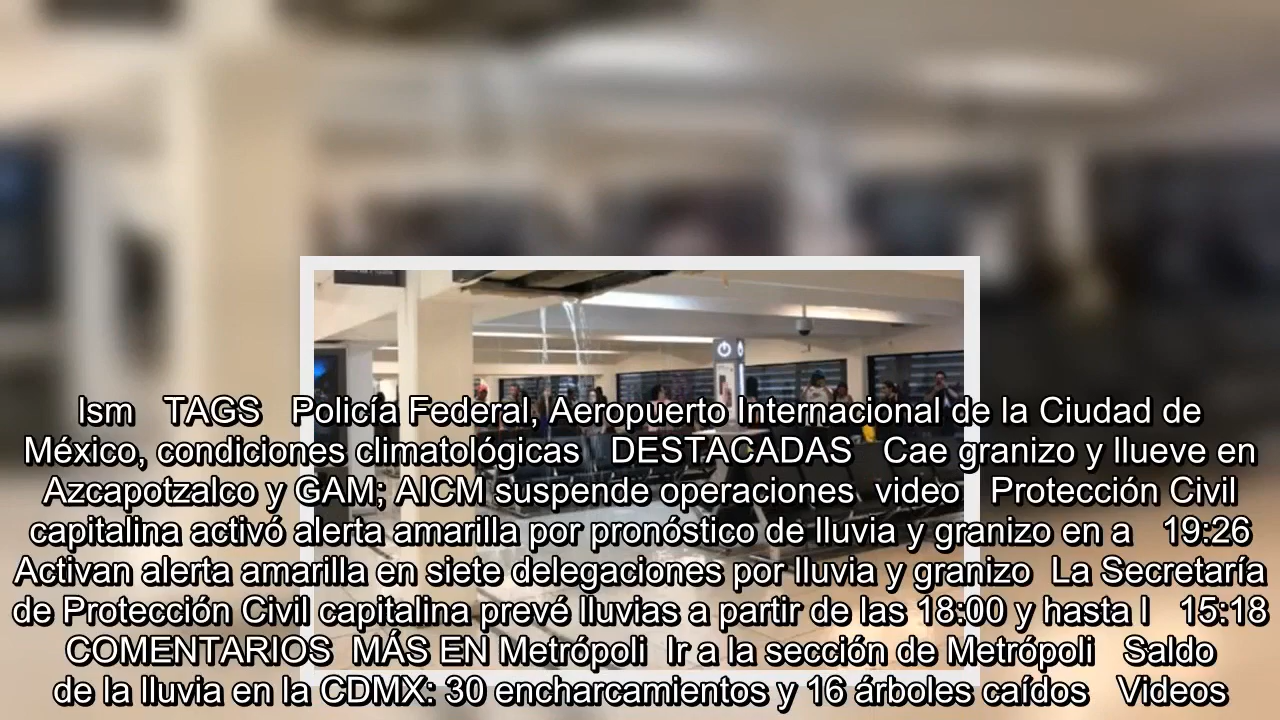 lsm TAGS Policía Federal, Aeropuerto Internacional de la Ciudad de
México, condiciones climatológicas DESTACADAS Cae granizo y llueve en
Azcapotzalco y GAM; AICM suspende operaciones video Protección Civil
capitalina activó alerta amarilla por pronóstico de lluvia y granizo en a 19:26
Activan alerta amarilla en siete delegaciones por lluvia y granizo La Secretaría
de Protección Civil capitalina prevé lluvias a partir de las 18:00 y hasta l 15:18
COMENTARIOS MÁS EN Metrópoli Ir a la sección de Metrópoli Saldo
de la lluvia en la CDMX: 30 encharcamientos y 16 árboles caídos Videos